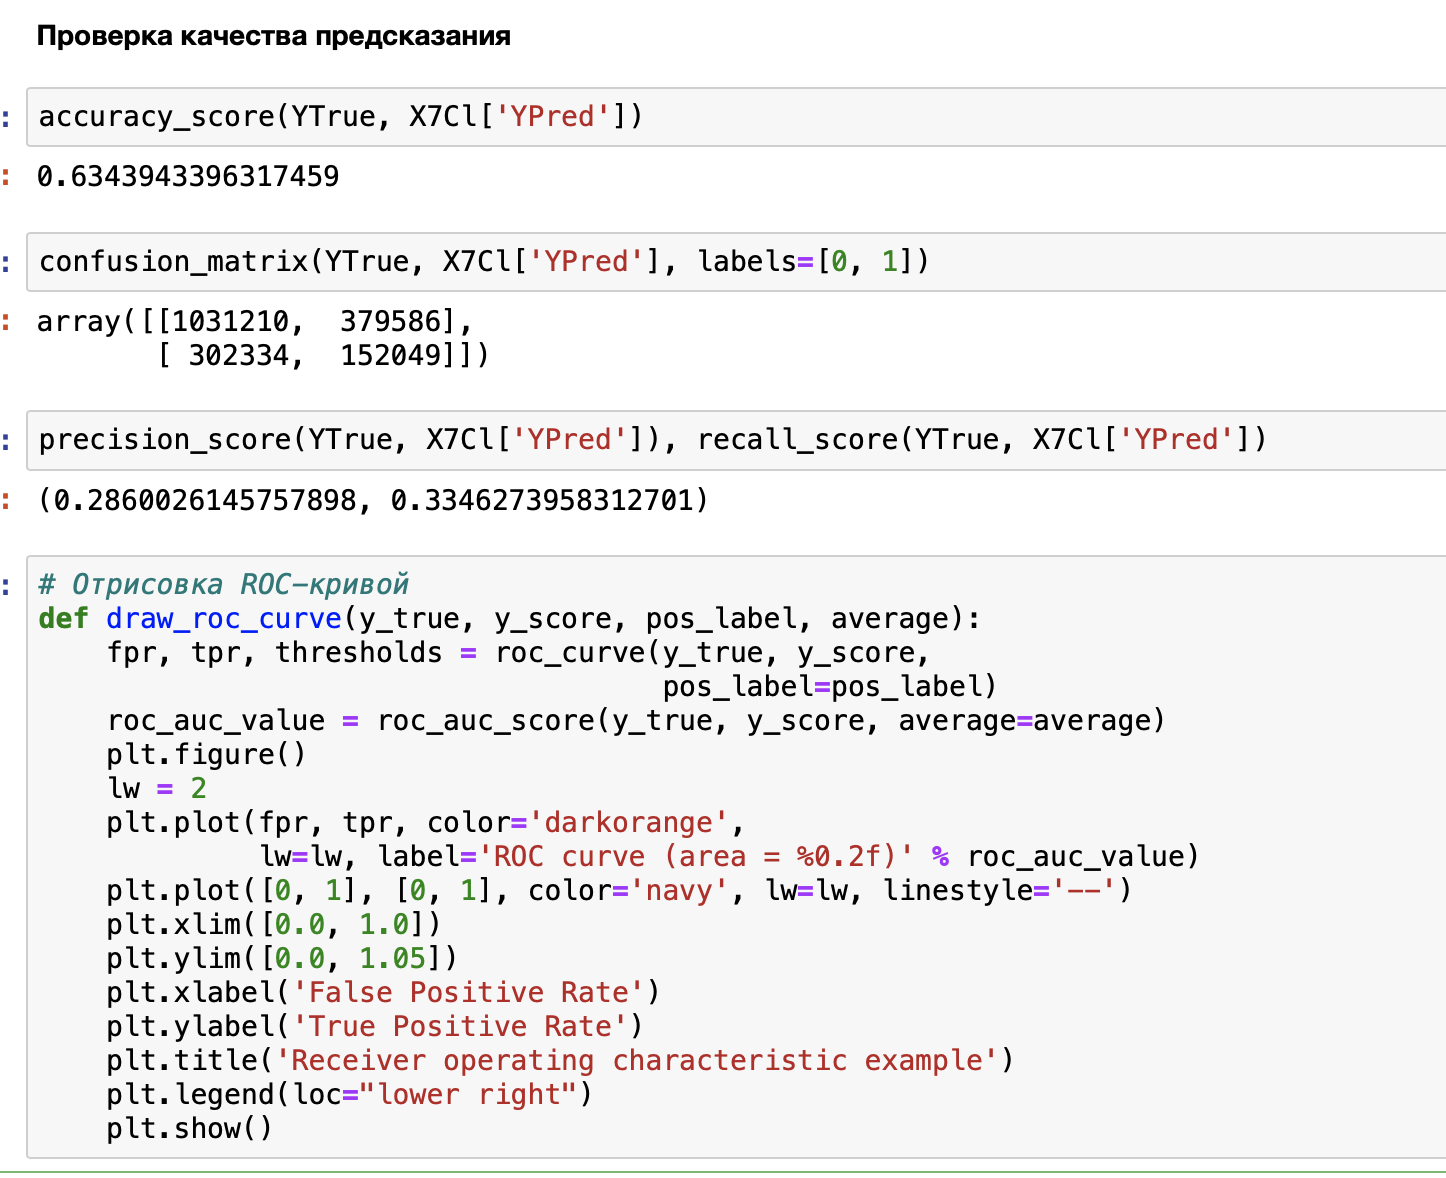 Проверка качества предсказания
: accuracy_score(YTrue, X7Cl['YPred'])
: 0.6343943396317459
: confusion_matrix(YTrue, X7Cl['YPred'], labels=[0, 1])
: array([[1031210,  379586],
       [ 302334,  152049]])
: precision_score(YTrue, X7Cl['YPred']), recall_score(YTrue, X7Cl['YPred'])
: (0.2860026145757898, 0.3346273958312701)
: # Отрисовка ROC-кривой
def draw_roc_curve(y_true, y_score, pos_label, average):
    fpr, tpr, thresholds = roc_curve(y_true, y_score,
                                     pos_label=pos_label)
    roc_auc_value = roc_auc_score(y_true, y_score, average=average)
    plt.figure()
    lw = 2
    plt.plot(fpr, tpr, color='darkorange',
             lw=lw, label='ROC curve (area = %0.2f)' % roc_auc_value)
    plt.plot([0, 1], [0, 1], color='navy', lw=lw, linestyle='--')
    plt.xlim([0.0, 1.0])
    plt.ylim([0.0, 1.05])
    plt.xlabel('False Positive Rate')
    plt.ylabel('True Positive Rate')
    plt.title('Receiver operating characteristic example')
    plt.legend(loc="lower right")
    plt.show()